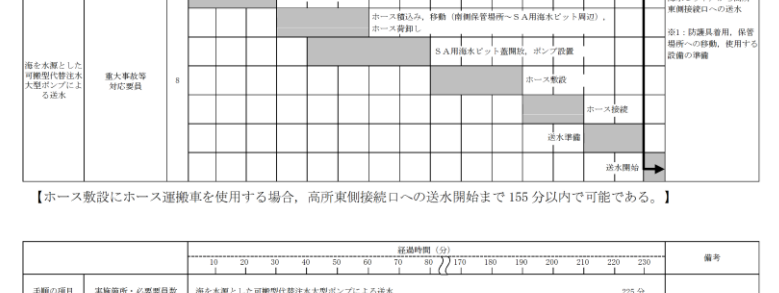 東側接続口への送水
ホース積込み，移動（南側保管場所～ＳＡ用海水ピット周辺），
ホース荷卸し
※1：防護具着用，保管
場所への移動，使用する
設備の準備
ＳＡ用海水ピット蓋開放，ポンプ設置
海を水源とした
可搬型代替注水
大型ポンプによ
る送水
重大事故等
対応要員
8
ホース敷設
ホース接続
送水準備
送水開始
【ホース敷設にホース運搬車を使用する場合，高所東側接続口への送水開始まで 155 分以内で可能である。】
経過時間（分）
備考
10 20 30 40 50 60 70 170 200 210 220 230
手順の項目
実施箇所・必要要員数
海を水源とした可搬型代替注水大型ポンプによる送水
225 分